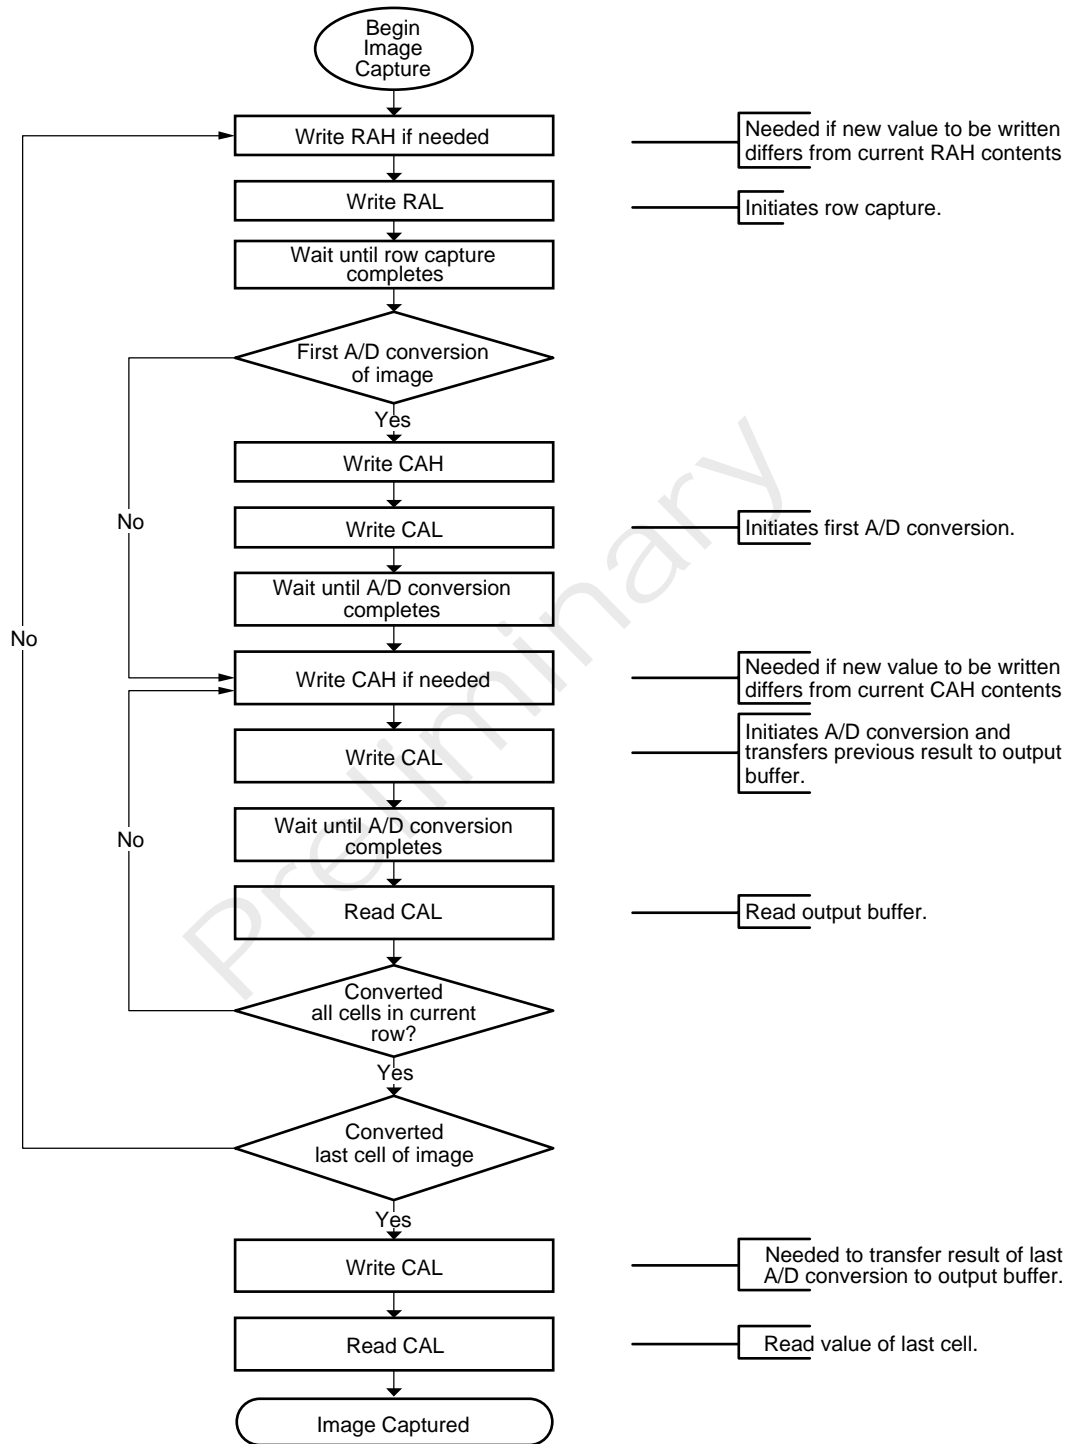 Begin
Image
Capture
Write RAH if needed
Needed if new value to be written
differs from current RAH contents
Write RAL
Initiates row capture.
Wait until row capture
completes
First A/D conversion
of image
Yes
Write CAH
No
Write CAL
Initiates first A/D conversion.
Wait until A/D conversion
completes
No
Write CAH if needed
Needed if new value to be written
differs from current CAH contents
Write CAL
Initiates A/D conversion and
transfers previous result to output
buffer.
No
Wait until A/D conversion
completes
Read CAL
Read output buffer.
Converted
all cells in current
row?
Yes
Converted
last cell of image
Yes
Write CAL
Needed to transfer result of last
A/D conversion to output buffer.
Read CAL
Read value of last cell.
Image Captured
Preliminary